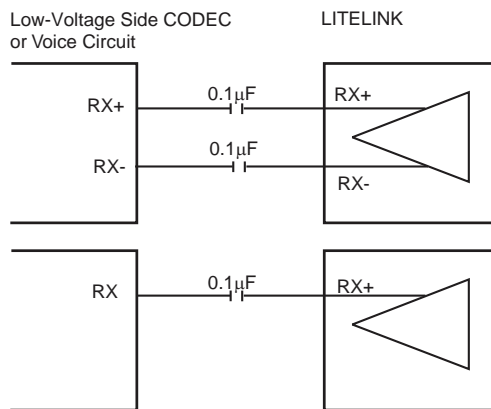 Low-Voltage Side CODEC
or Voice Circuit
LITELINK
0.1μF
RX+
RX+
0.1μF
RX-
RX-
0.1μF
RX
RX+